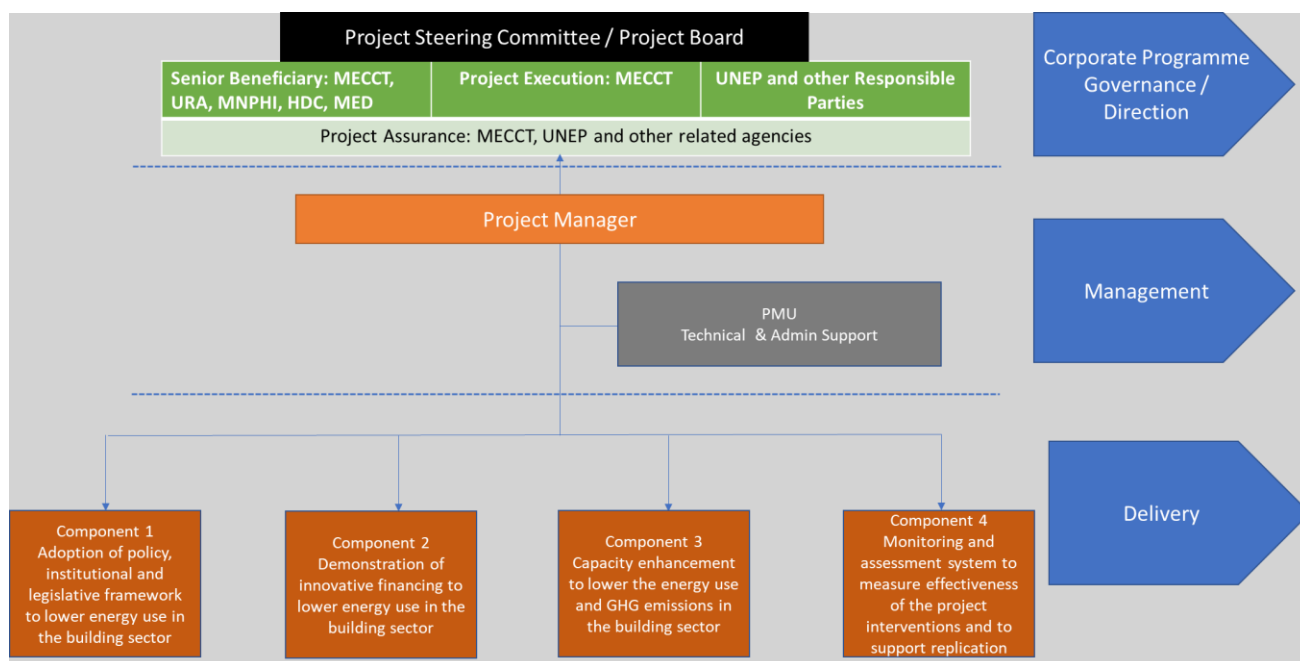 Project Steering Committee / Project Board
Senior Beneficiary: MECCT,
URA, MNPHI, HDC, MED
Project Execution: MECCT
UNEP and other Responsible
Parties
Project Assurance: MECCT, UNEP and other related agencies
Corporate Programme
Governance /
Direction
Project Manager
PMU
Technical & Admin Support
Management
Component 1
Adoption of policy,
institutional and
legislative framework
to lower energy use in
the building sector
Component 2
Demonstration of
innovative financing to
lower energy use in the
building sector
Component 3
Capacity enhancement
to lower the energy use
and GHG emissions in
the building sector
Component 4
Monitoring and
assessment system to
measure effectiveness
of the project
interventions and to
support replication
Delivery